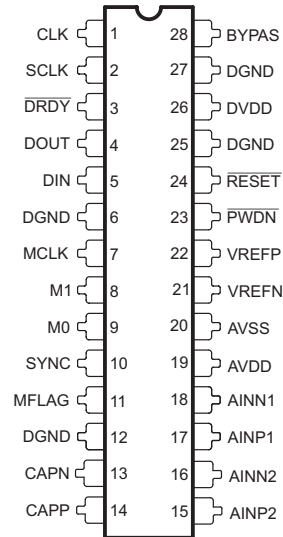 CLK 1 28 BYPAS
SCLK 2 27 DGND
DRDY 3 26 DVDD
DOUT 4 25 DGND
DIN 5 24 RESET
DGND 6 23 PWDN
MCLK 7 22 VREFP
M1 8 21 VREFN
M0 9 20 AVSS
SYNC 10 19 AVDD
MFLAG 11 18 AINN1
DGND 12 17 AINP1
CAPN 13 16 AINN2
CAPP 14 15 AINP2